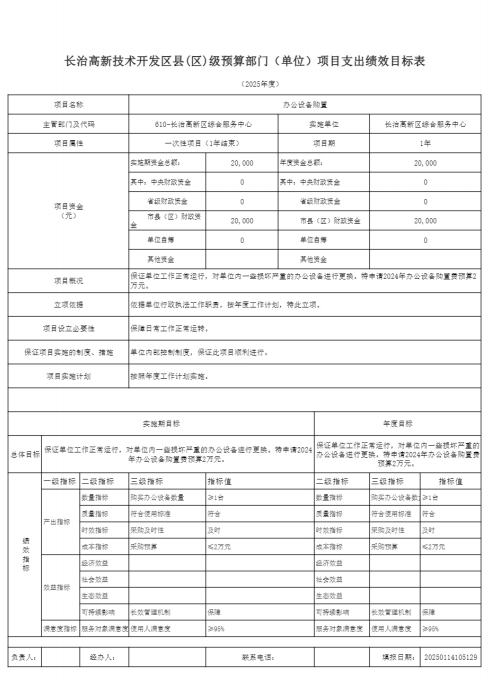 长治高新技术开发区县(区)级预算部门（单位）项目支出绩效目标表
（2025年度）
项目名称 办公设备购置
主管部门及代码 610-长治高新区综合服务中心 实施单位 长治高新区综合服务中心
项目属性 一次性项目（1年结束） 项目期 1年
项目资金（元） 实施期资金总额： 20,000 年度资金总额： 20,000
其中：中央财政资金 0 其中：中央财政资金 0
省级财政资金 0 省级财政资金 0
市县（区）财政资金 20,000 市县（区）财政资金 20,000
单位自筹 0 单位自筹 0
其他资金 其他资金
项目概况 保证单位工作正常运行，对单位内一些损坏严重的办公设备进行更换。特申请2024年办公设备购置费预算2万元。
立项依据 依据单位行政执法工作职责，按年度工作计划，特此立项。
项目设立必要性 保障日常工作正常运转。
保证项目实施的制度、措施 单位内部控制制度，保证此项目顺利进行。
项目实施计划 按照年度工作计划实施。
实施期目标 年度目标
总体目标 保证单位工作正常运行，对单位内一些损坏严重的办公设备进行更换。特申请2024年办公设备购置费预算2万元。 保证单位工作正常运行，对单位内一些损坏严重的办公设备进行更换。特申请2024年办公设备购置费预算2万元。
绩效指标 一级指标 二级指标 三级指标 指标值 二级指标 三级指标 指标值
产出指标 数量指标 购买办公设备数量 ≥1台 数量指标 购买办公设备数量 ≥1台
质量指标 符合使用标准 符合 质量指标 符合使用标准 符合
时效指标 采购及时性 及时 时效指标 采购及时性 及时
成本指标 采购预算 ≤2万元 成本指标 采购预算 ≤2万元
效益指标 经济效益 经济效益
社会效益 社会效益
生态效益 生态效益
可持续影响 长效管理机制 保障 可持续影响 长效管理机制 保障
满意度指标 服务对象满意度 使用人满意度 ≥95% 服务对象满意度 使用人满意度 ≥95%
负责人： 经办人： 联系电话： 填报日期： 20250114105129